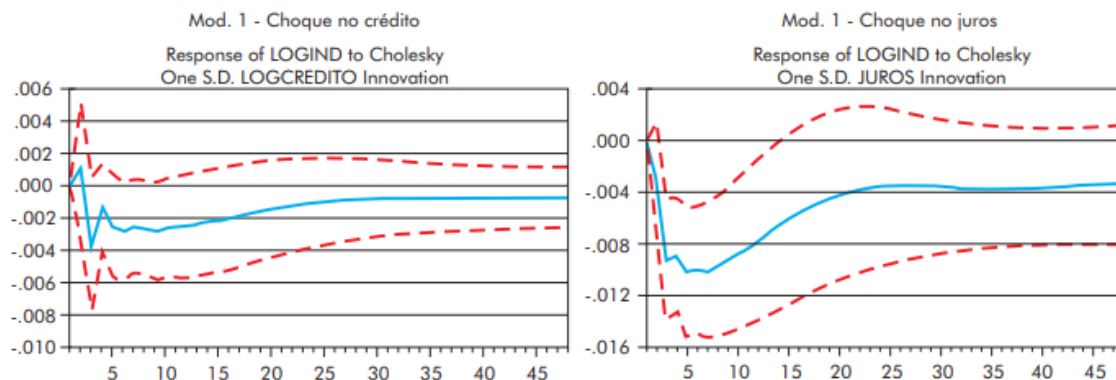 Mod. 1 - Choque no crédito
Response of LOGIND to Cholesky
One S.D. LOGCREDITO Innovation
.006
.004
.002
.000
-.002
-.004
-.006
-.008
-.010
5 10 15 20 25 30 35 40 45
Mod. 1 - Choque no juros
Response of LOGIND to Cholesky
One S.D. JUROS Innovation
.004
.000
-.004
-.008
-.012
-.016
5 10 15 20 25 30 35 40 45